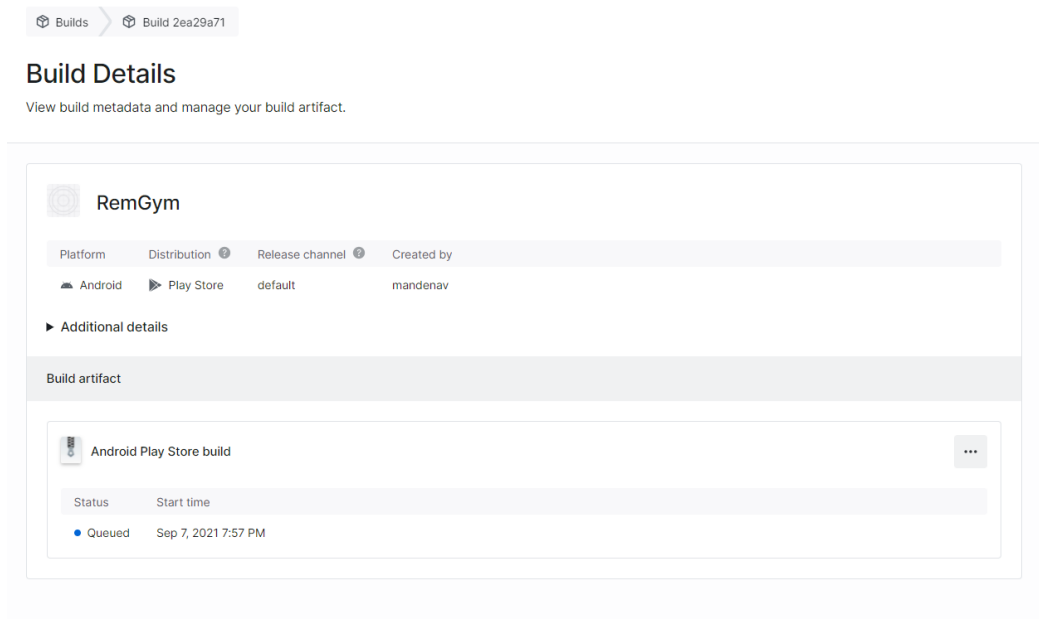 Builds Build 2ea29a71
Build Details
View build metadata and manage your build artifact.
RemGym
Platform Distribution ? Release channel ? Created by
Android Play Store default mandenav
Additional details
Build artifact
Android Play Store build
Status Start time
Queued Sep 7, 2021 7:57 PM